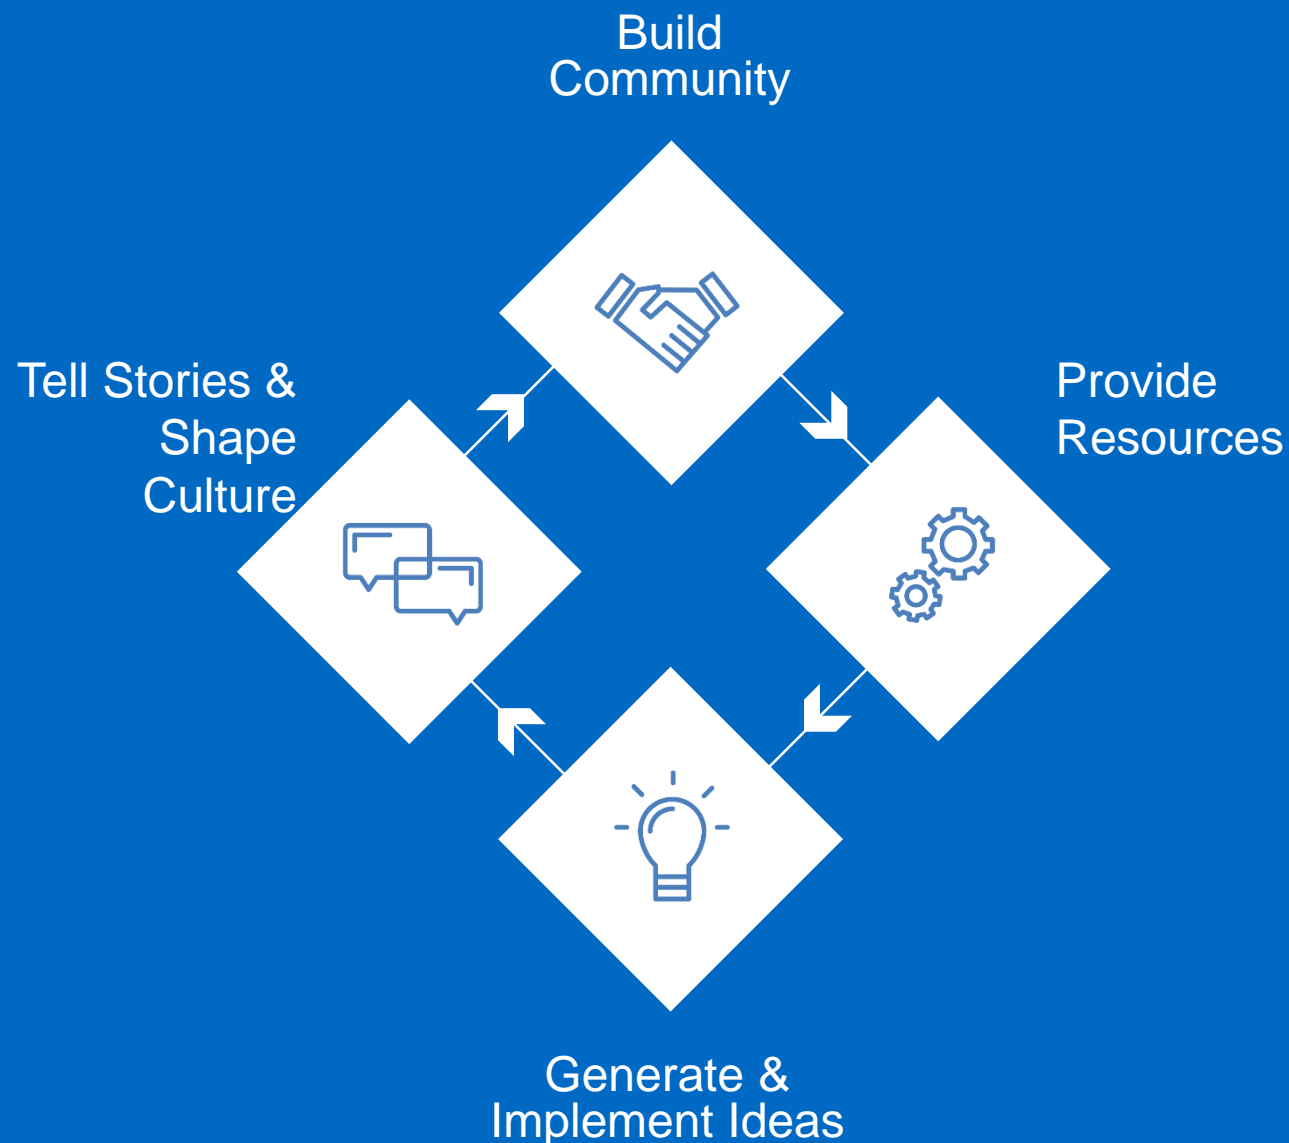 Build
Community
Tell Stories &
Shape
Culture
Provide
Resources
Generate &
Implement Ideas